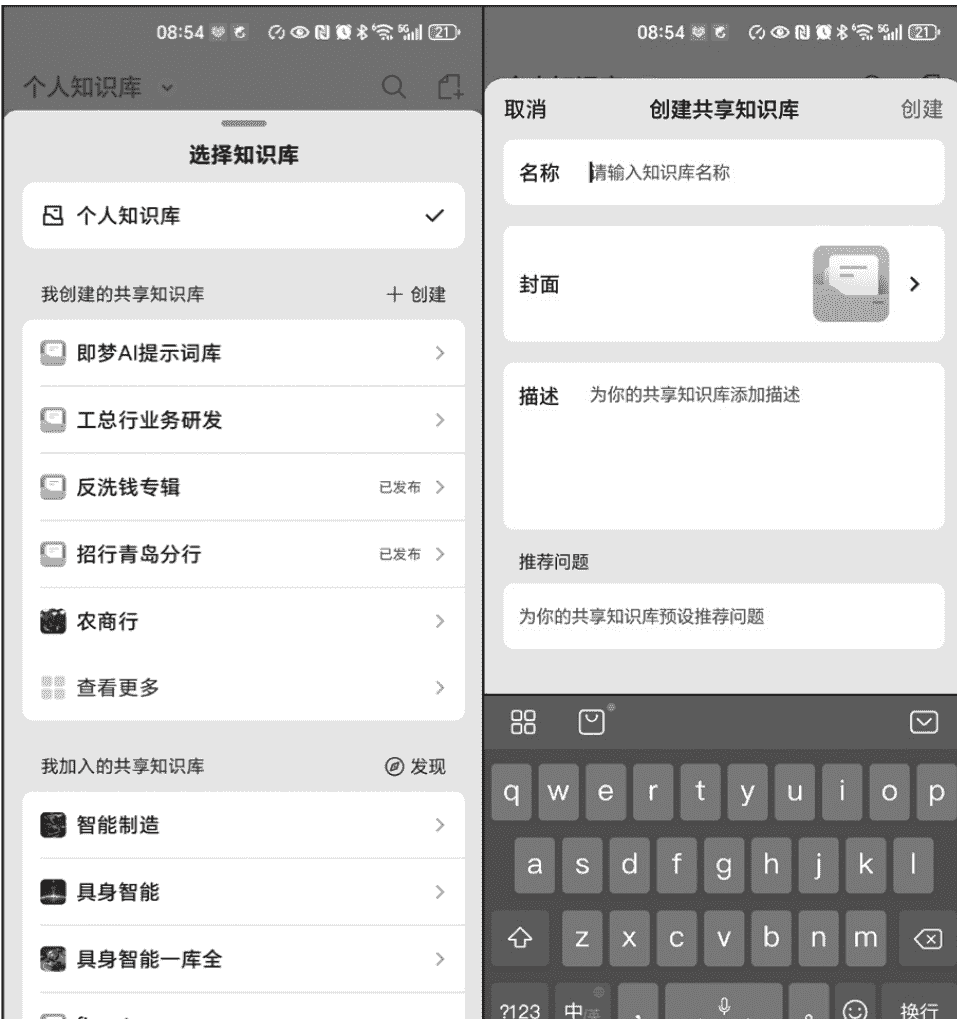 08:54
5G
21
个人知识库
选择知识库
个人知识库
我创建的共享知识库
创建
即梦AI提示词库
工总行业务研发
反洗钱专辑 已发布
招行青岛分行 已发布
农商行
查看更多
我加入的共享知识库
发现
智能制造
具身智能
具身智能一库全
08:54
5G
21
取消 创建共享知识库 创建
名称 请输入知识库名称
封面
描述 为你的共享知识库添加描述
推荐问题
为你的共享知识库预设推荐问题
q w e r t y u i o p
a s d f g h j k l
z x c v b n m
?123 中/英 , 。 换行